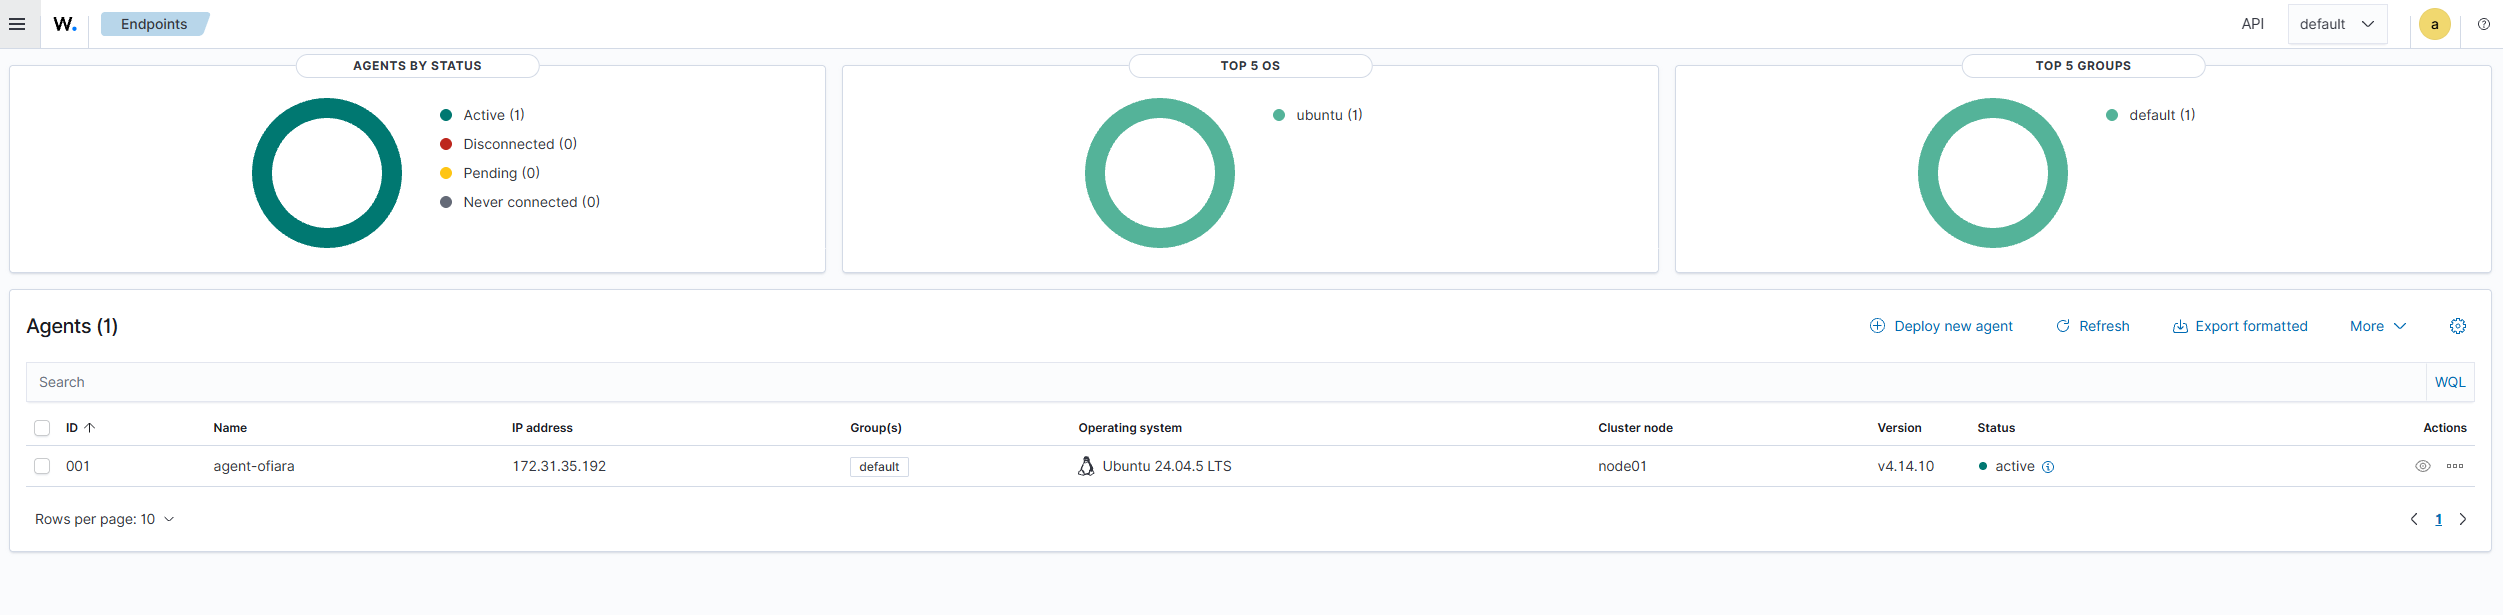 W. Endpoints API default a
AGENTS BY STATUS TOP 5 OS TOP 5 GROUPS
Active (1)
Disconnected (0)
Pending (0)
Never connected (0)
ubuntu (1)
default (1)
Agents (1) Deploy new agent Refresh Export formatted More
Search WQL
ID Name IP address Group(s) Operating system Cluster node Version Status Actions
001 agent-ofiara 172.31.35.192 default Ubuntu 24.04.5 LTS node01 v4.14.10 active
Rows per page: 10 1